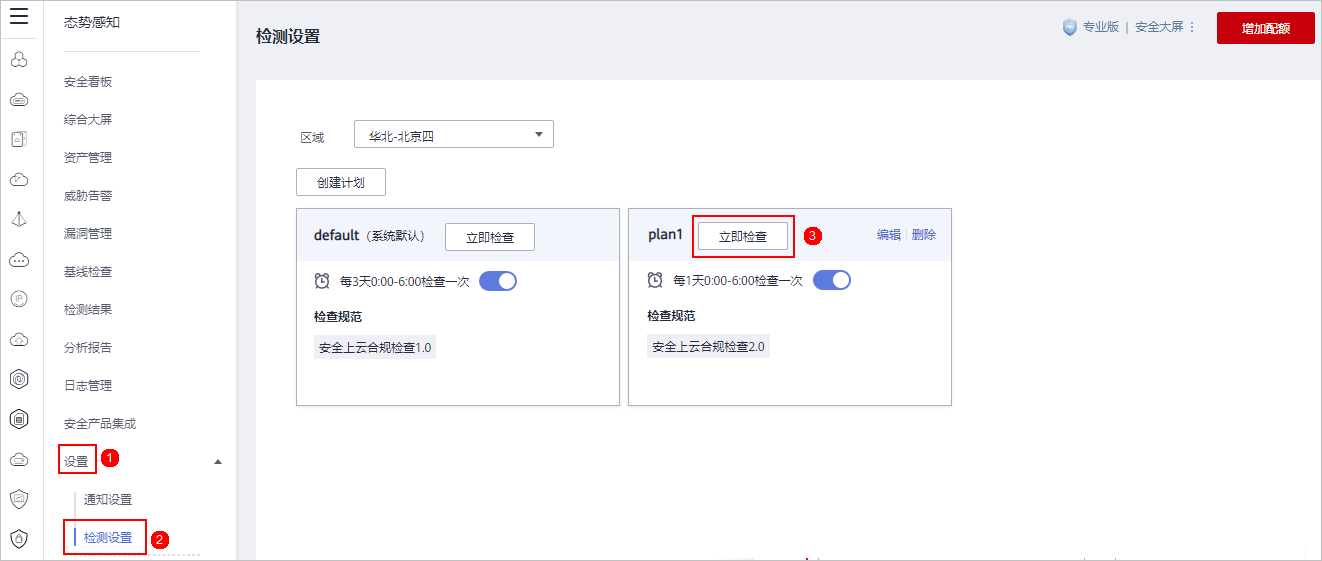 态势感知
安全看板
综合大屏
资产管理
威胁告警
漏洞管理
基线检查
检测结果
分析报告
日志管理
安全产品集成
设置
1
通知设置
检测设置
2
IP
检测设置
专业版 | 安全大屏
增加配额
区域
华北-北京四
创建计划
default（系统默认）
立即检查
每3天0:00-6:00检查一次
检查规范
安全上云合规检查1.0
plan1
立即检查
3
编辑
删除
每1天0:00-6:00检查一次
检查规范
安全上云合规检查2.0